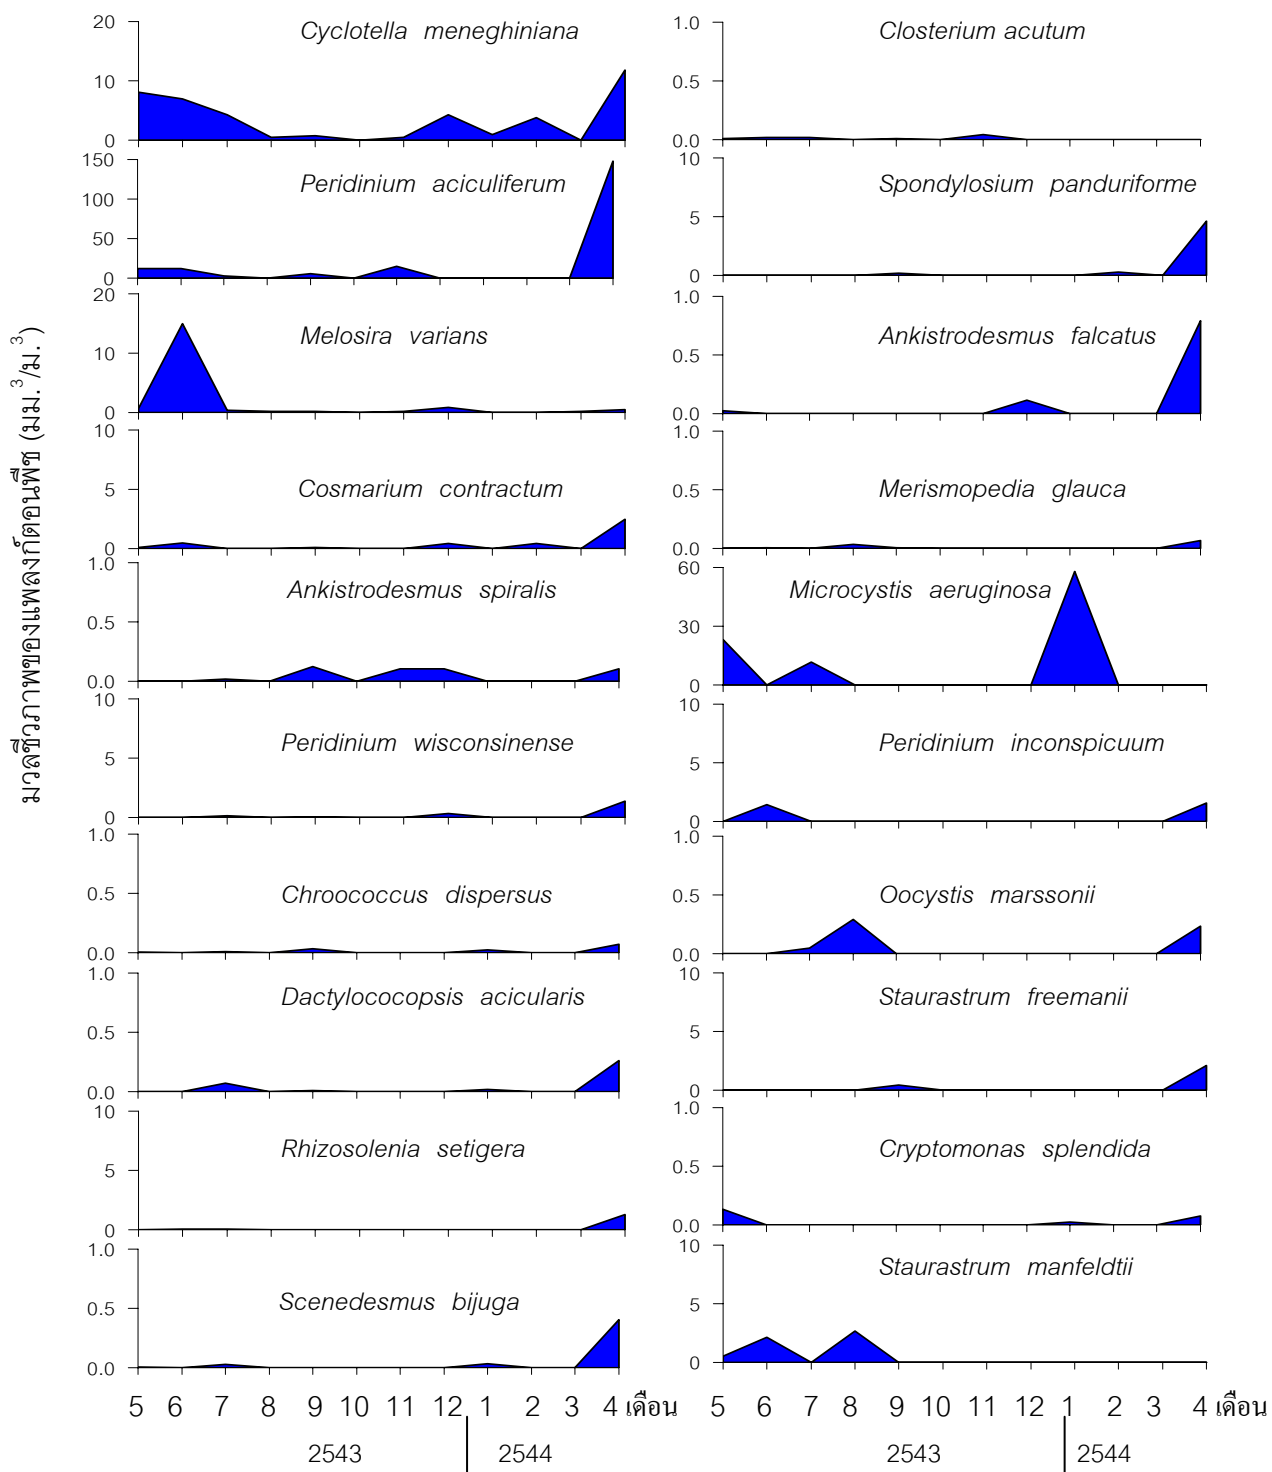 มวลชีวภาพของแพลงก์ตอนพืช (มม.³/ม.³)
20
10
0
Cyclotella meneghiniana
150
100
50
0
Peridinium aciculiferum
20
10
0
Melosira varians
10
5
0
Cosmarium contractum
1.0
0.5
0.0
Ankistrodesmus spiralis
10
5
0
Peridinium wisconsinense
1.0
0.5
0.0
Chroococcus dispersus
1.0
0.5
0.0
Dactylococopsis acicularis
10
5
0
Rhizosolenia setigera
1.0
0.5
0.0
Scenedesmus bijuga
5 6 7 8 9 10 11 12 1 2 3 4 เดือน
2543 2544
1.0
0.5
0.0
Closterium acutum
10
5
0
Spondylosium panduriforme
1.0
0.5
0.0
Ankistrodesmus falcatus
1.0
0.5
0.0
Merismopedia glauca
60
30
0
Microcystis aeruginosa
10
5
0
Peridinium inconspicuum
1.0
0.5
0.0
Oocystis marssonii
10
5
0
Staurastrum freemanii
1.0
0.5
0.0
Cryptomonas splendida
10
5
0
Staurastrum manfeldtii
5 6 7 8 9 10 11 12 1 2 3 4 เดือน
2543 2544